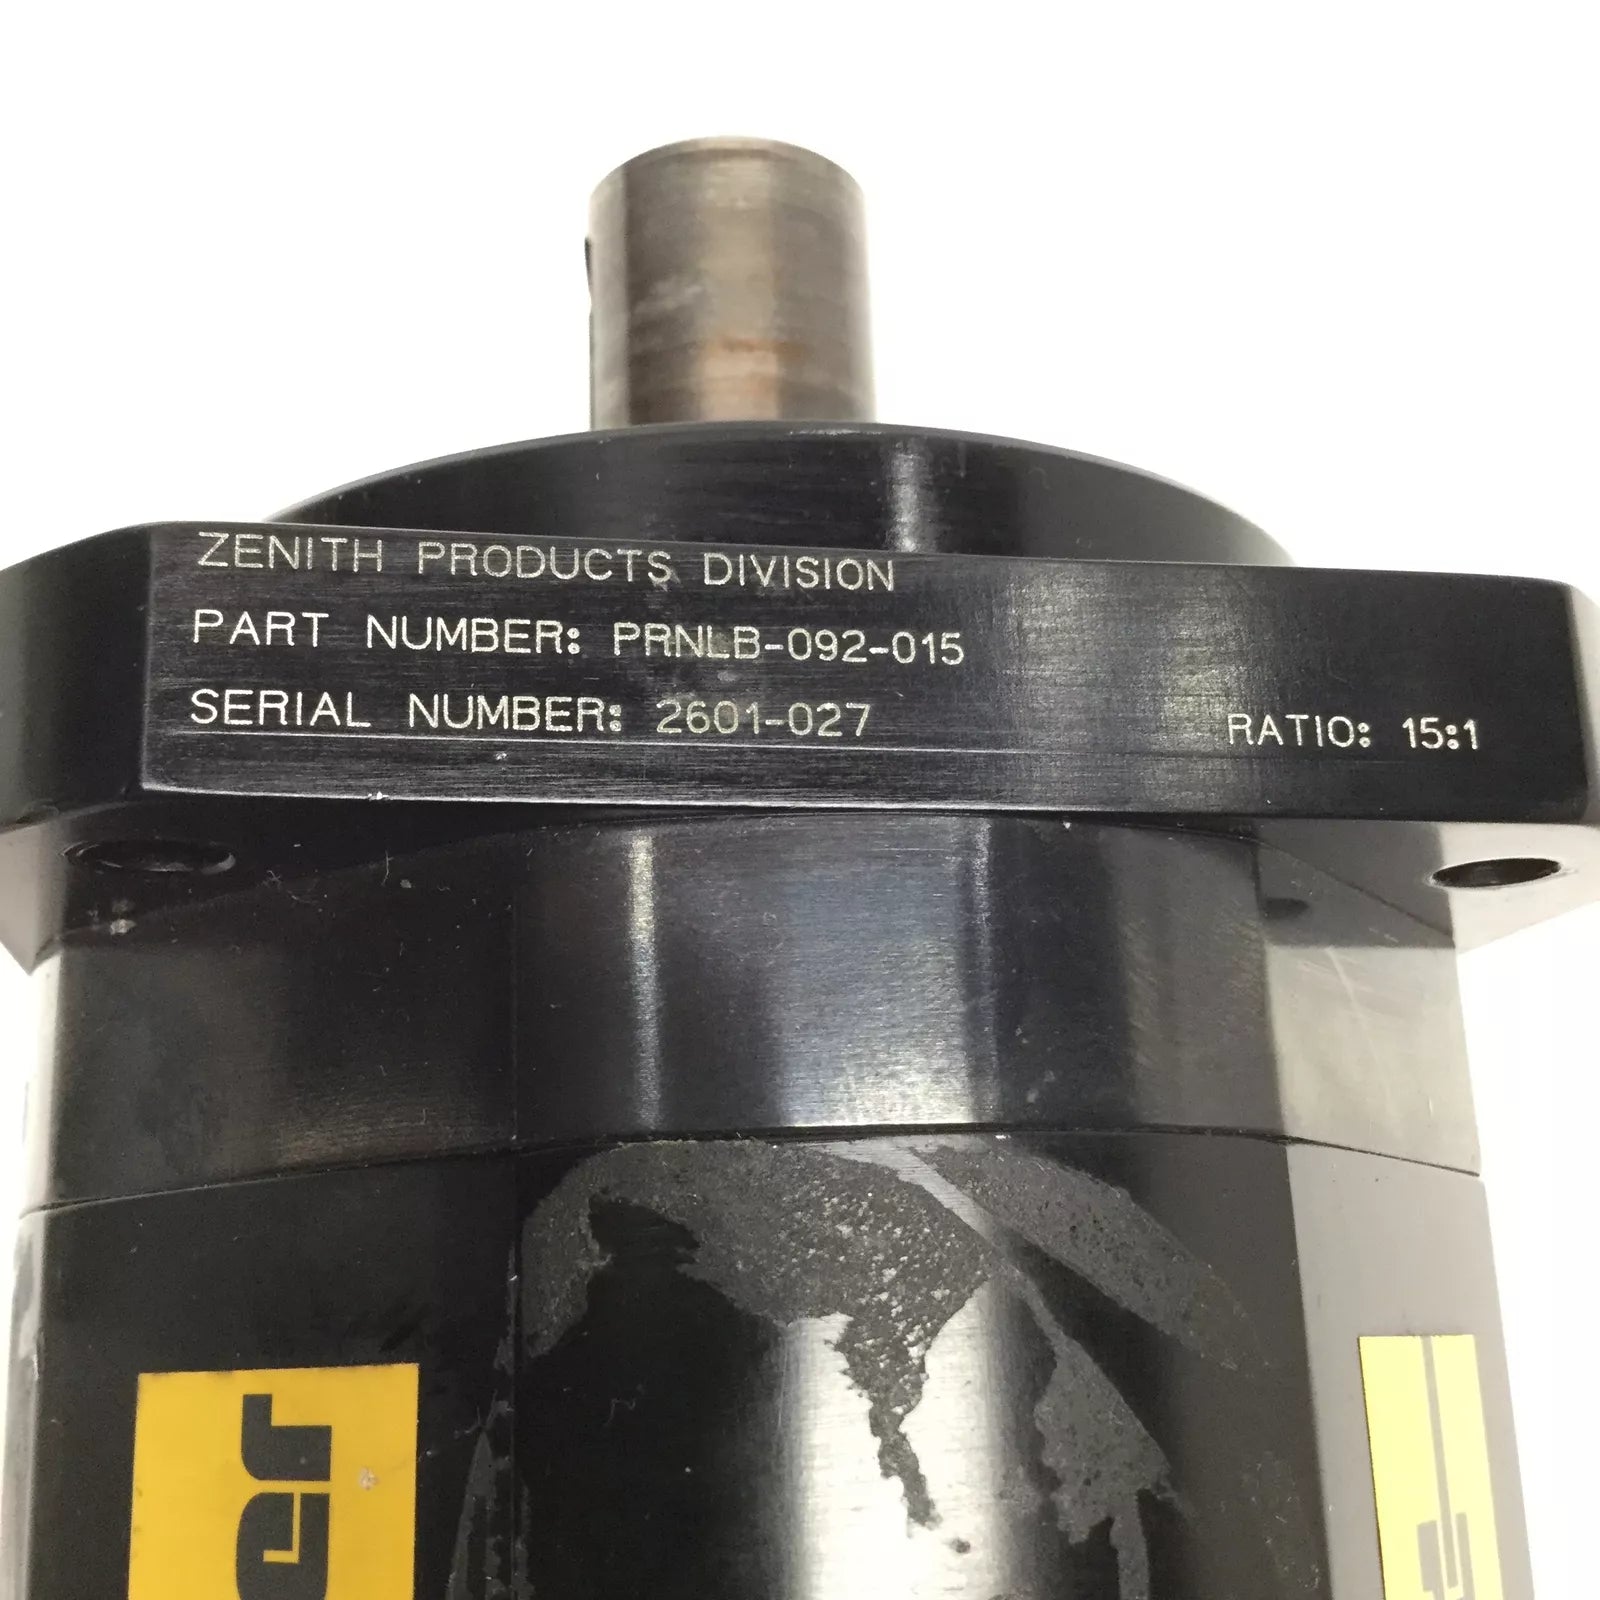 ZENITH PRODUCTS DIVISION
PART NUMBER: PRNLB-092-015
SERIAL NUMBER: 2601-027 RATIO: 15:1